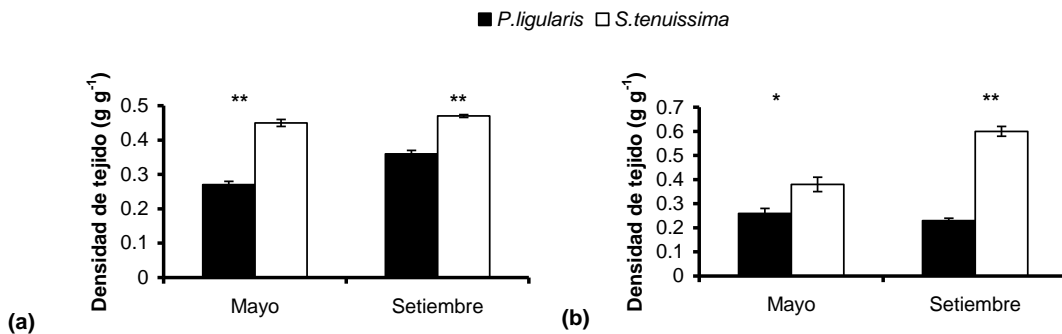 P.ligularis S.tenuissima
Densidad de tejido (g g-1)
0.5
0.4
0.3
0.2
0.1
0
** **
Mayo Setiembre
(a)
Densidad de tejido (g g-1)
0.7
0.6
0.5
0.4
0.3
0.2
0.1
0
* **
Mayo Setiembre
(b)